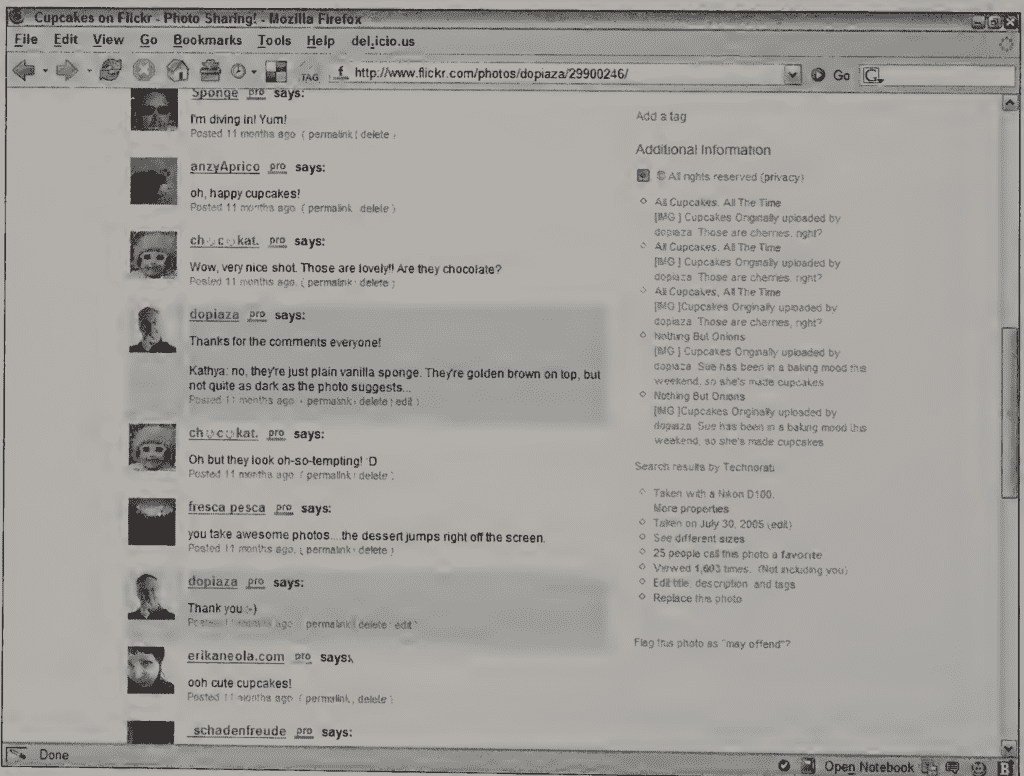 Cupcakes on Flickr - Photo Sharing! - Mozilla Firefox
File Edit View Go Bookmarks Tools Help del.icio.us
TAG http://www.flickr.com/photos/dopiaza/29900246/ Go
Sponge pro says:
I'm diving in! Yum!
Posted 11 months ago. ( permalink | delete )
anzyAprico pro says:
oh, happy cupcakes!
Posted 11 months ago. ( permalink | delete )
pro says:
Wow, very nice shot. Those are lovely!! Are they chocolate?
Posted 11 months ago. ( permalink | delete )
dopiaza pro says:
Thanks for the comments everyone!
Kathya: no, they're just plain vanilla sponge. They're golden brown on top, but
not quite as dark as the photo suggests...
Posted 11 months ago. ( permalink | delete | edit )
pro says:
Oh but they look oh-so-tempting! :D
Posted 11 months ago. ( permalink | delete )
fresca pesca pro says:
you take awesome photos....the dessert jumps right off the screen.
Posted 11 months ago. ( permalink | delete )
dopiaza pro says:
Thank you :-)
Posted 11 months ago. ( permalink | delete | edit )
erikaneola.com pro says:
ooh cute cupcakes!
Posted 11 months ago. ( permalink | delete )
_schadenfreude pro says:
Add a tag
Additional Information
© All rights reserved (privacy)
All Cupcakes, All The Time
[IMG ] Cupcakes Originally uploaded by
dopiaza. Those are cherries, right?
All Cupcakes, All The Time
[IMG ] Cupcakes Originally uploaded by
dopiaza. Those are cherries, right?
All Cupcakes, All The Time
[IMG ]Cupcakes Originally uploaded by
dopiaza. Those are cherries, right?
Nothing But Onions
[IMG ] Cupcakes Originally uploaded by
dopiaza. Sue has been in a baking mood this
weekend, so she's made cupcakes
Nothing But Onions
[IMG ]Cupcakes Originally uploaded by
dopiaza. Sue has been in a baking mood this
weekend, so she's made cupcakes
Search results by Technorati
Taken with a Nikon D100.
More properties
Taken on July 30, 2005 (edit)
See different sizes
25 people call this photo a favorite
Viewed 1,603 times. (Not including you)
Edit title, description, and tags
Replace this photo
Flag this photo as "may offend"?
Done
Open Notebook